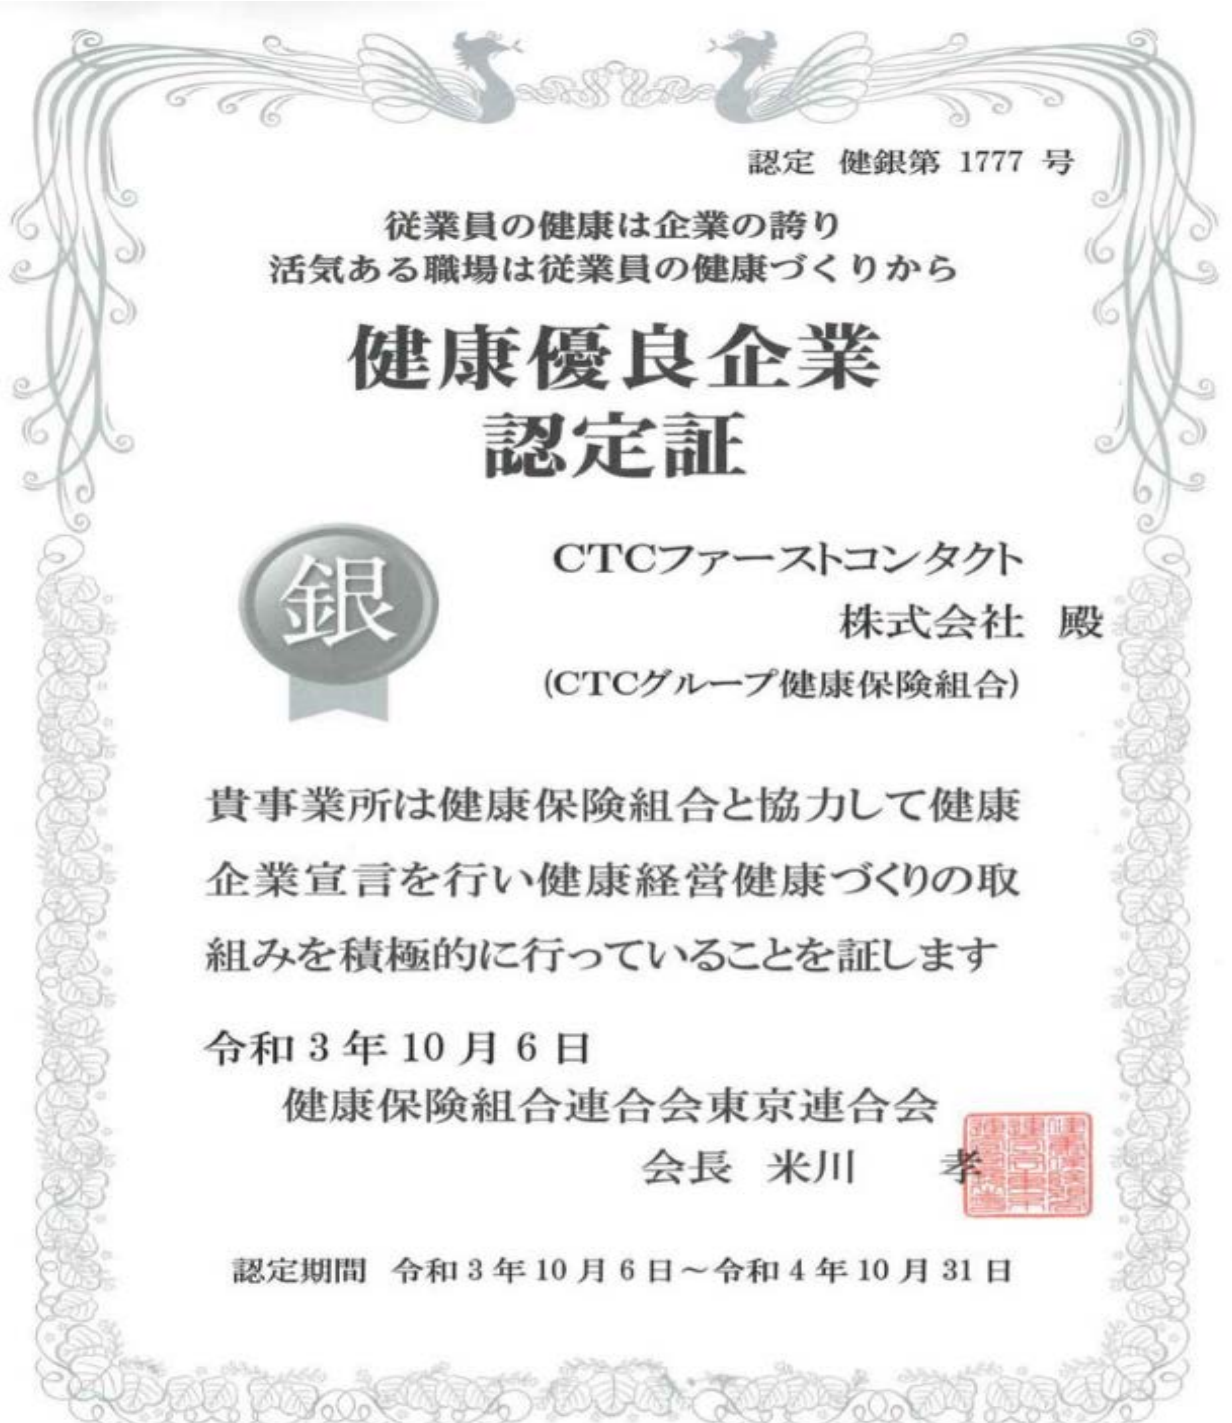 認定 健銀第 1777 号
従業員の健康は企業の誇り
活気ある職場は従業員の健康づくりから
健康優良企業
認定証
銀
CTCファーストコンタクト
株式会社 殿
(CTCグループ健康保険組合)
貴事業所は健康保険組合と協力して健康
企業宣言を行い健康経営健康づくりの取
組みを積極的に行っていることを証します
令和 3 年 10 月 6 日
健康保険組合連合会東京連合会
会長 米川 孝
認定期間 令和 3 年 10 月 6 日～令和 4 年 10 月 31 日